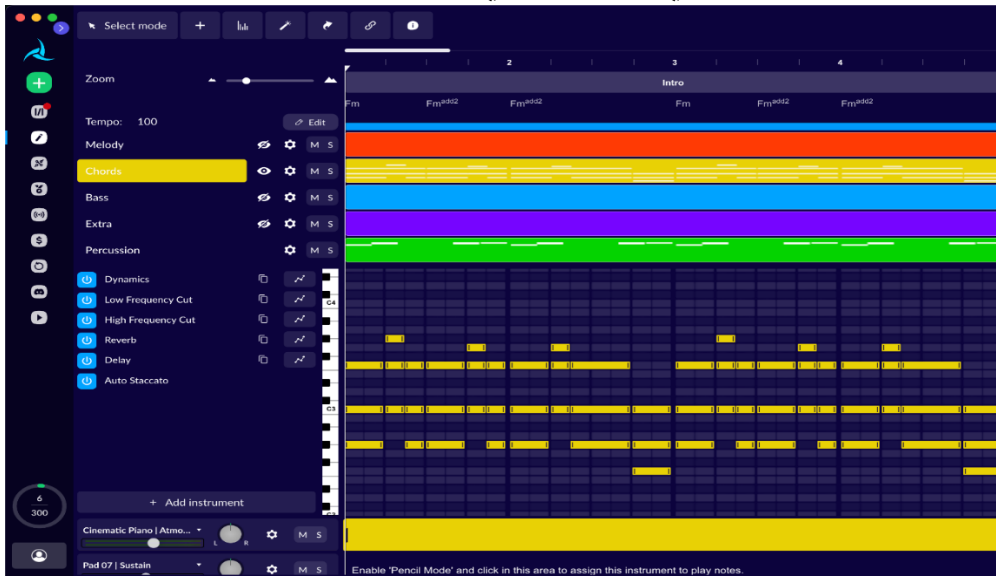 Select mode
Zoom
2 3 4
Intro
Fm Fmadd2 Fmadd2 Fm Fmadd2 Fmadd2
Tempo: 100 Edit
Melody M S
Chords M S
Bass M S
Extra M S
Percussion M S
Dynamics
Low Frequency Cut
C4
High Frequency Cut
Reverb
Delay
Auto Staccato
C3
+ Add instrument
6
300
Cinematic Piano | Atmo... L R M S
Pad 07 | Sustain M S
Enable 'Pencil Mode' and click in this area to assign this instrument to play notes.